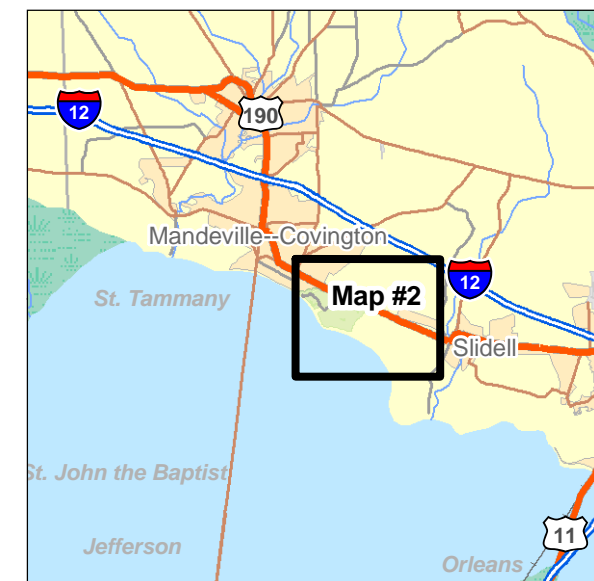 12
190
Mandeville--Covington
12
St. Tammany
Map #2
Slidell
St. John the Baptist
11
Jefferson
Orleans